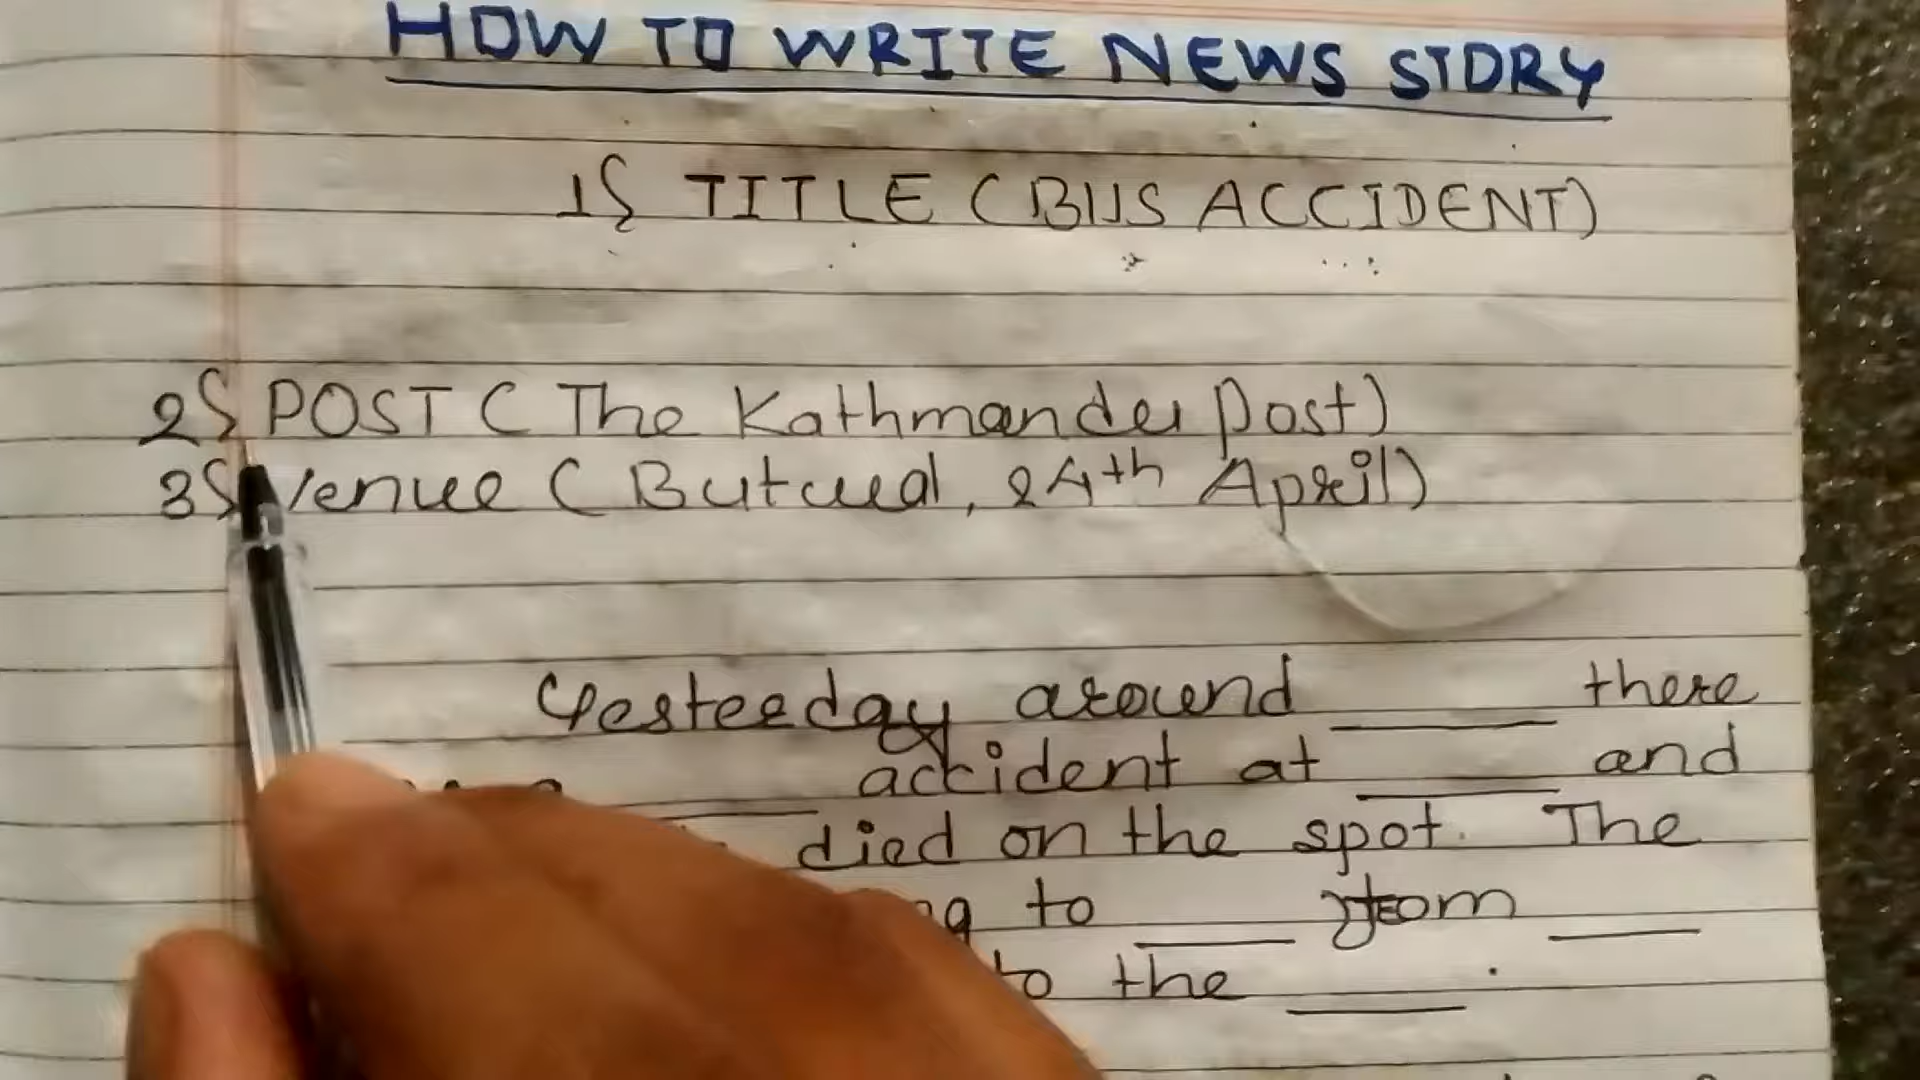 HOW TO WRITE NEWS STORY
1} TITLE (BUS ACCIDENT)
2} POST ( The Kathmandu Post)
3} Venue ( Butwal, 24th April)
Yesterday around ____ there
accident at ____ and
died on the spot. The
to ____ from ____
to the ____ .